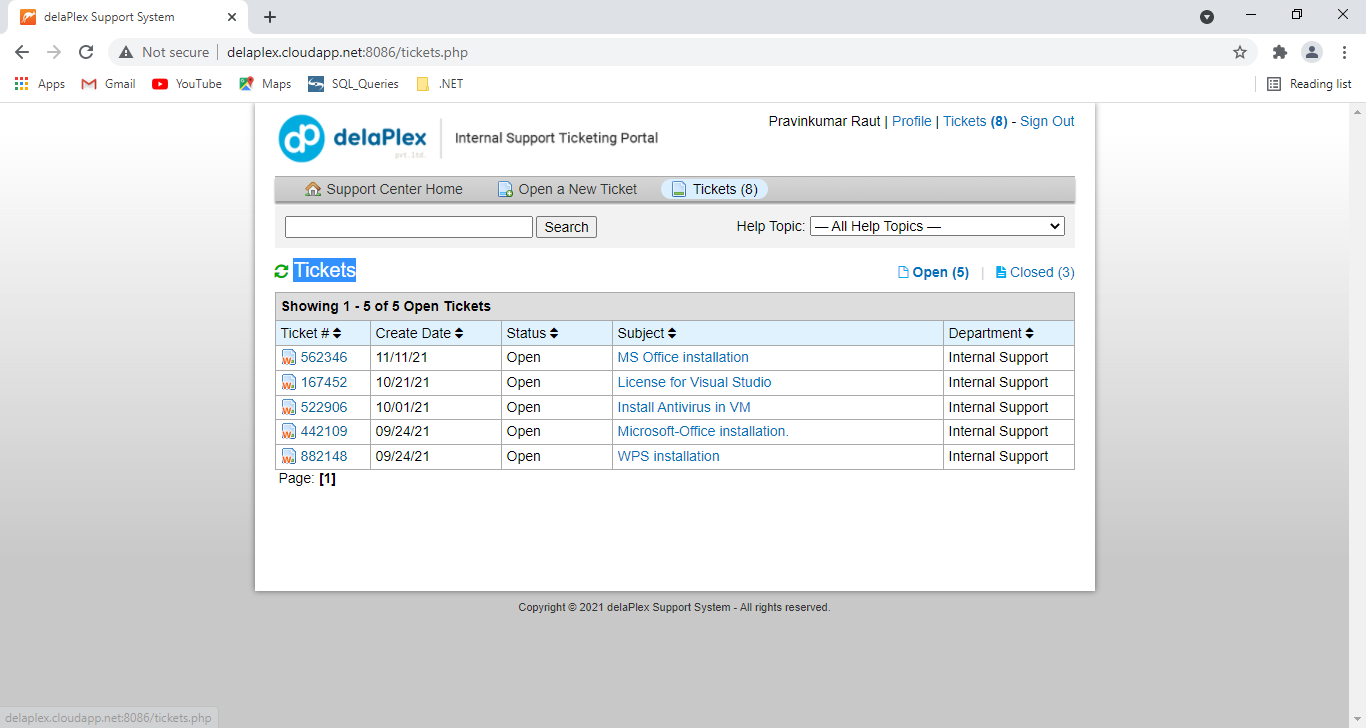 delaPlex Support System
Not secure | delaplex.cloudapp.net:8086/tickets.php
Apps Gmail YouTube Maps SQL_Queries .NET Reading list
dp delaPlex pvt.ltd. Internal Support Ticketing Portal
Pravinkumar Raut | Profile | Tickets (8) - Sign Out
Support Center Home Open a New Ticket Tickets (8)
Search Help Topic: — All Help Topics —
Tickets Open (5) | Closed (3)
Showing 1 - 5 of 5 Open Tickets
Ticket # Create Date Status Subject Department
562346 11/11/21 Open MS Office installation Internal Support
167452 10/21/21 Open License for Visual Studio Internal Support
522906 10/01/21 Open Install Antivirus in VM Internal Support
442109 09/24/21 Open Microsoft-Office installation. Internal Support
882148 09/24/21 Open WPS installation Internal Support
Page: [1]
Copyright © 2021 delaPlex Support System - All rights reserved.
delaplex.cloudapp.net:8086/tickets.php